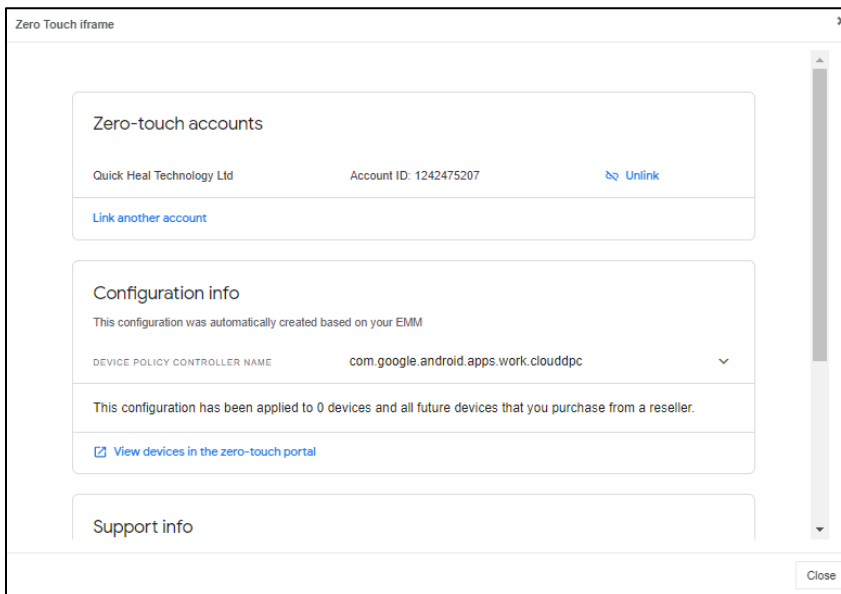 Zero Touch iframe
Zero-touch accounts
Quick Heal Technology Ltd Account ID: 1242475207 Unlink
Link another account
Configuration info
This configuration was automatically created based on your EMM
DEVICE POLICY CONTROLLER NAME com.google.android.apps.work.clouddpc
This configuration has been applied to 0 devices and all future devices that you purchase from a reseller.
View devices in the zero-touch portal
Support info
Close